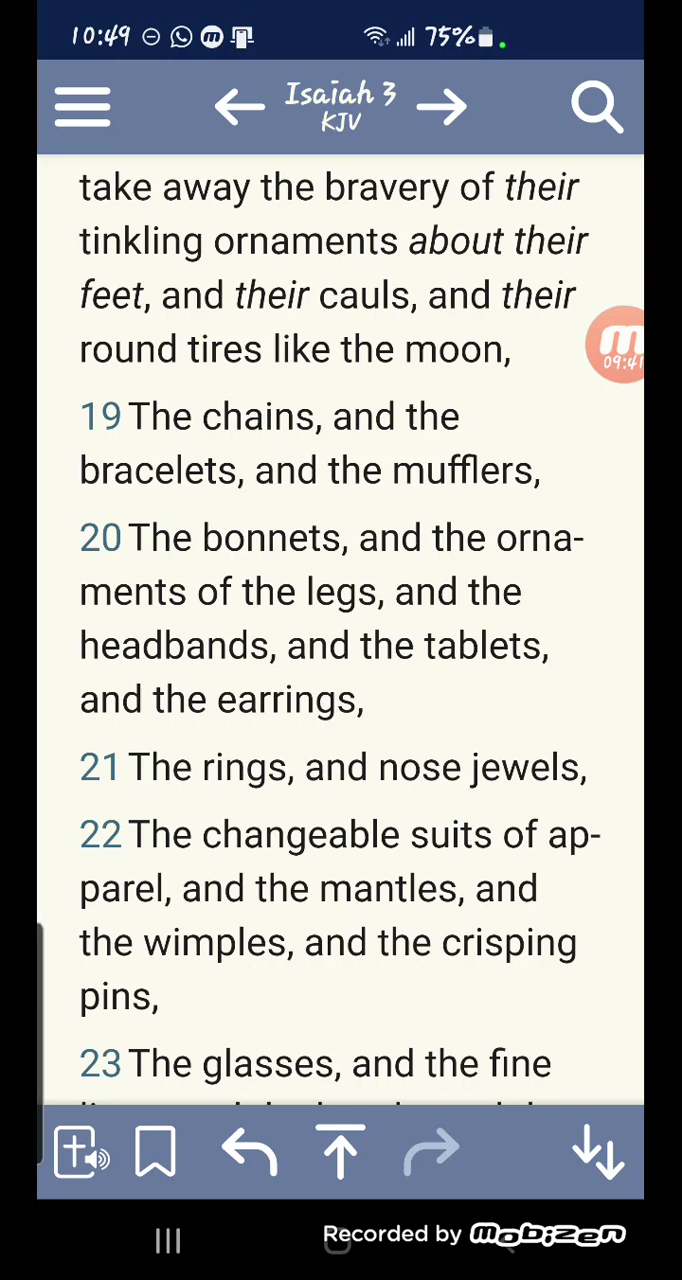 10:49 75%
Isaiah 3
KJV
take away the bravery of their
tinkling ornaments about their
feet, and their cauls, and their
round tires like the moon,
09:41
19 The chains, and the
bracelets, and the mufflers,
20 The bonnets, and the orna-
ments of the legs, and the
headbands, and the tablets,
and the earrings,
21 The rings, and nose jewels,
22 The changeable suits of ap-
parel, and the mantles, and
the wimples, and the crisping
pins,
23 The glasses, and the fine
Recorded by mobizen